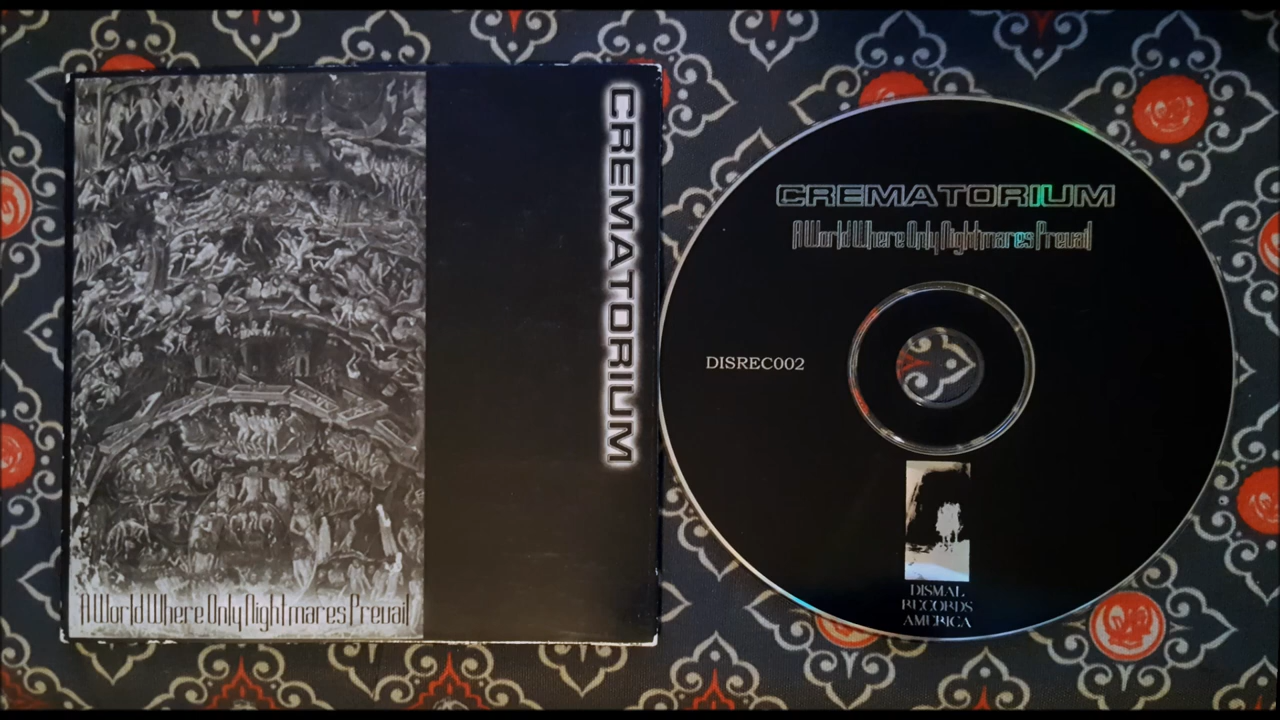 CREMATORIUM
A World Where Only Nightmares Prevail
CREMATORIUM
A World Where Only Nightmares Prevail
DISREC002
DISMAL
RECORDS
AMERICA